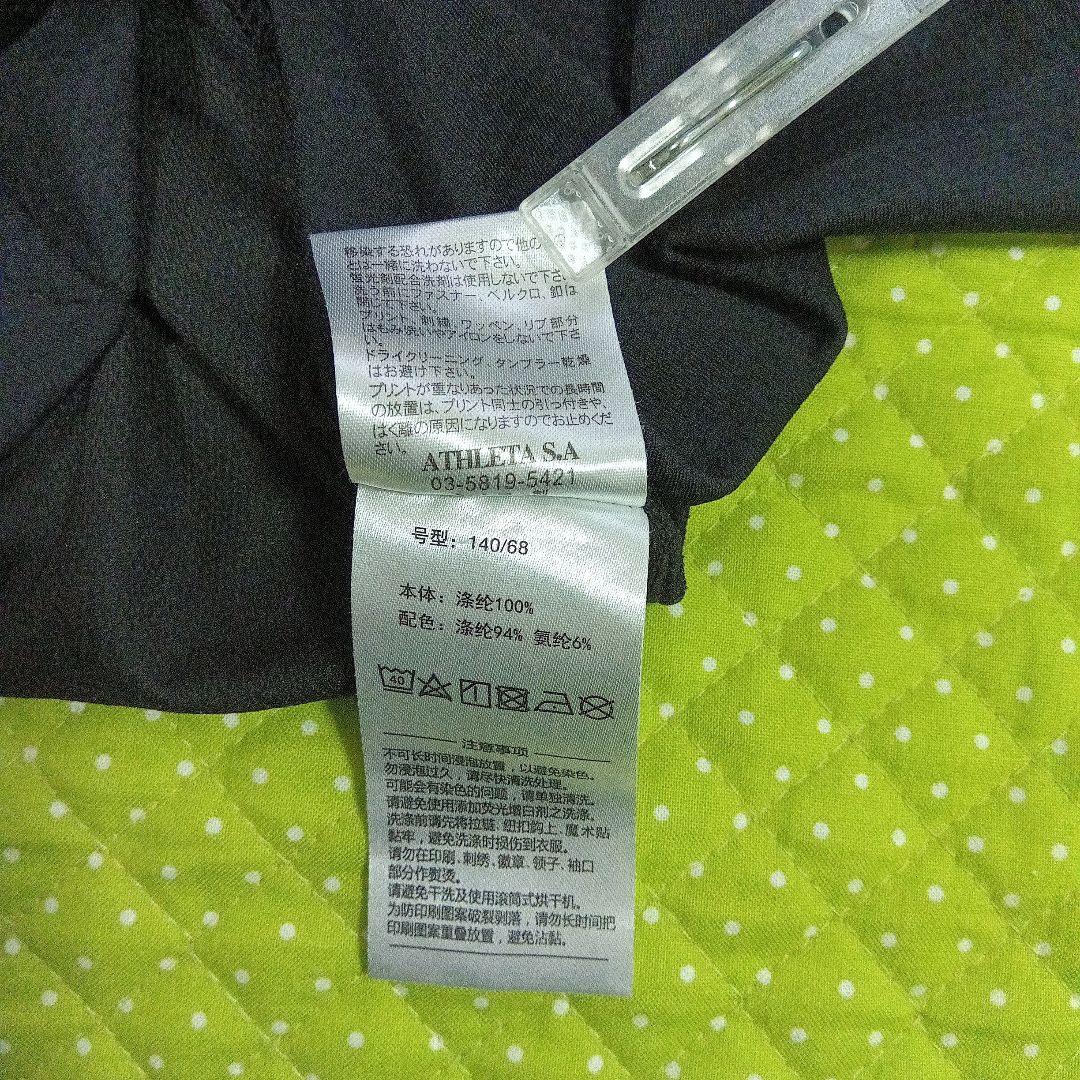 移染する恐れがありますので他の
とは一緒に洗わないで下さい。
剤配合洗剤は使用しないで下さい
前にファスナー、ベルクロ、釦は
閉じて下さい。
プリント、刺繍、ワッペン、リブ部分
はもみ洗いやアイロンをしないで下さ
い。
ドライクリーニング、タンブラー乾燥
はお避け下さい。
プリントが重なりあった状況での長時間
の放置は、プリント同士の引っ付きや、
はく離の原因になりますのでお止めくだ
さい。
ATHLETA S.A
03-5819-5421
号型：140/68
本体：涤纶100%
配色：涤纶94% 氨纶6%
40
注意事项
不可长时间浸泡放置，以避免染色。
勿浸泡过久，请尽快清洗处理。
可能会有染色的问题，请单独清洗。
请避免使用添加荧光增白剂之洗涤。
洗涤前请先将拉链、纽扣钩上、魔术贴
黏牢，避免洗涤时损伤到衣服。
请勿在印刷、刺绣、徽章、领子、袖口
部分作熨烫。
请避免干洗及使用滚筒式烘干机。
为防印刷图案破裂剥落，请勿长时间把
印刷图案重叠放置，避免沾黏。